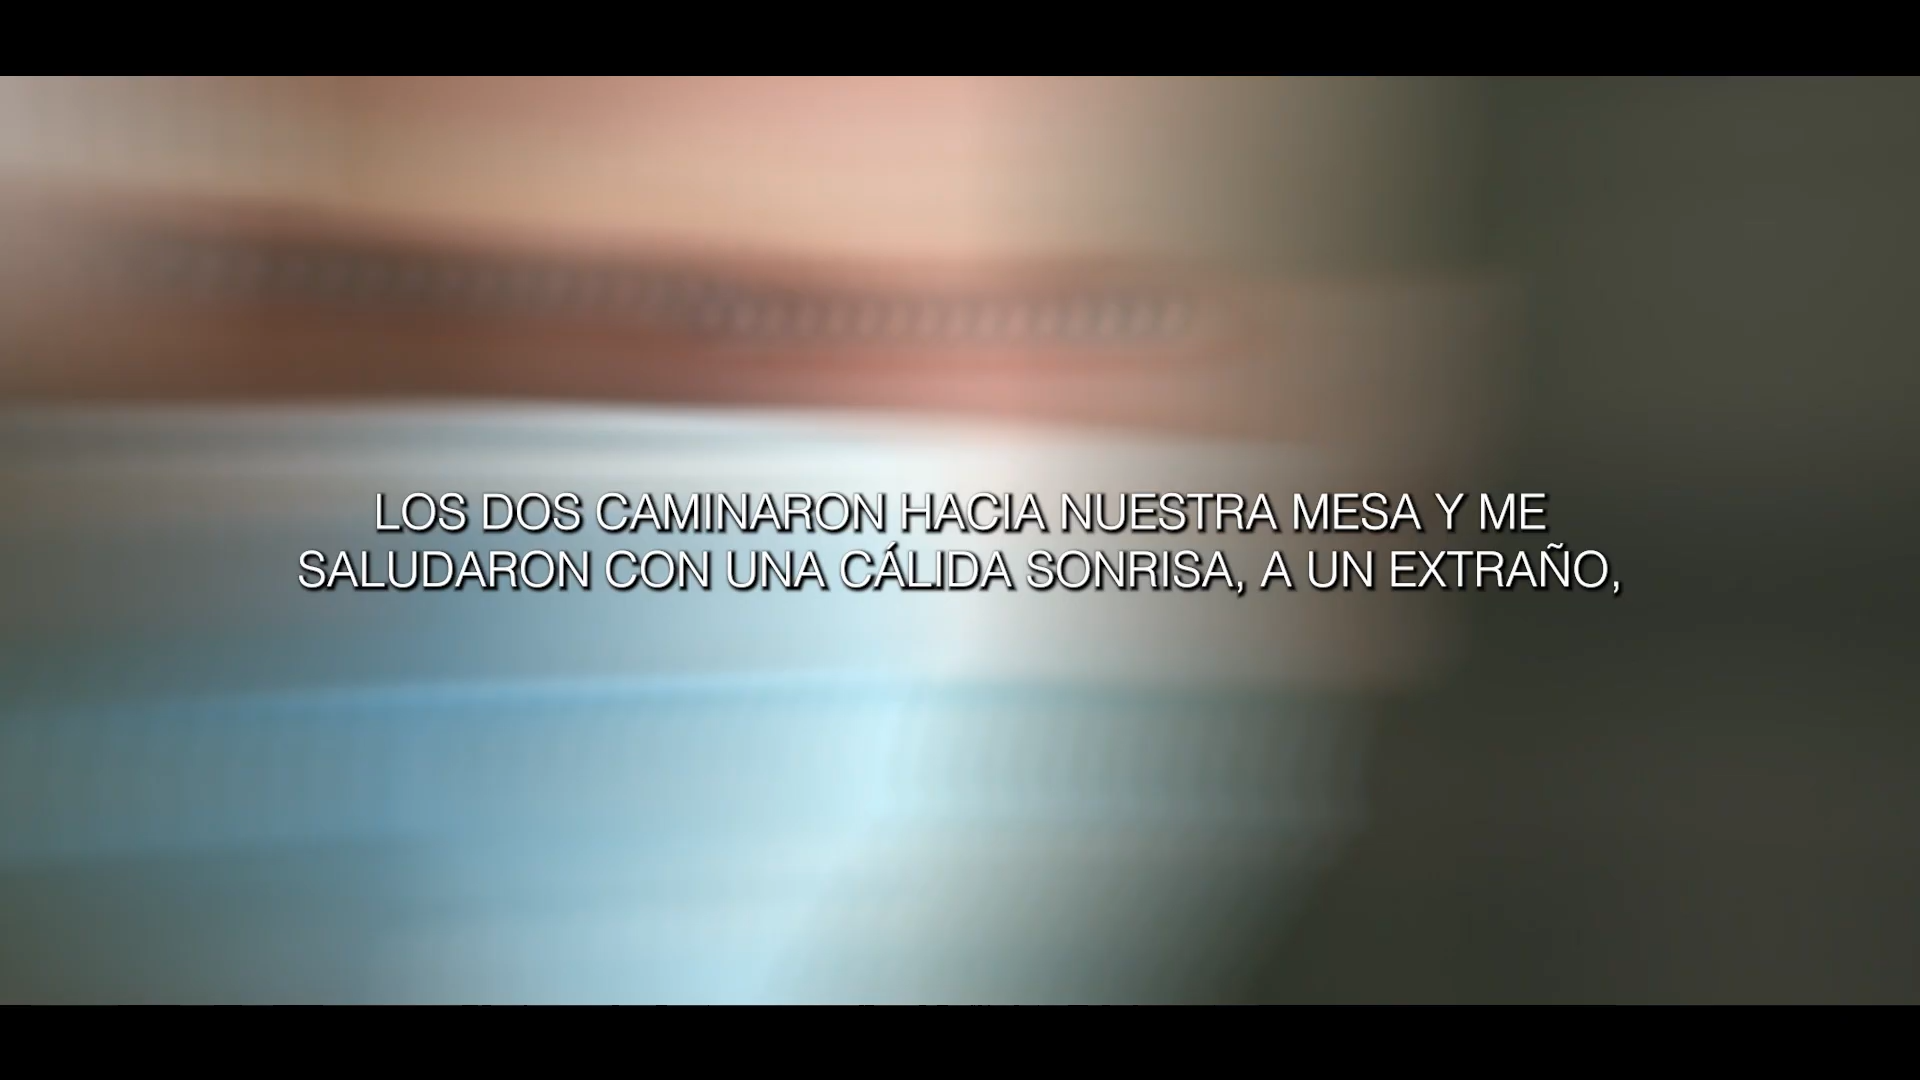 LOS DOS CAMINARON HACIA NUESTRA MESA Y ME
SALUDARON CON UNA CÁLIDA SONRISA, A UN EXTRAÑO,